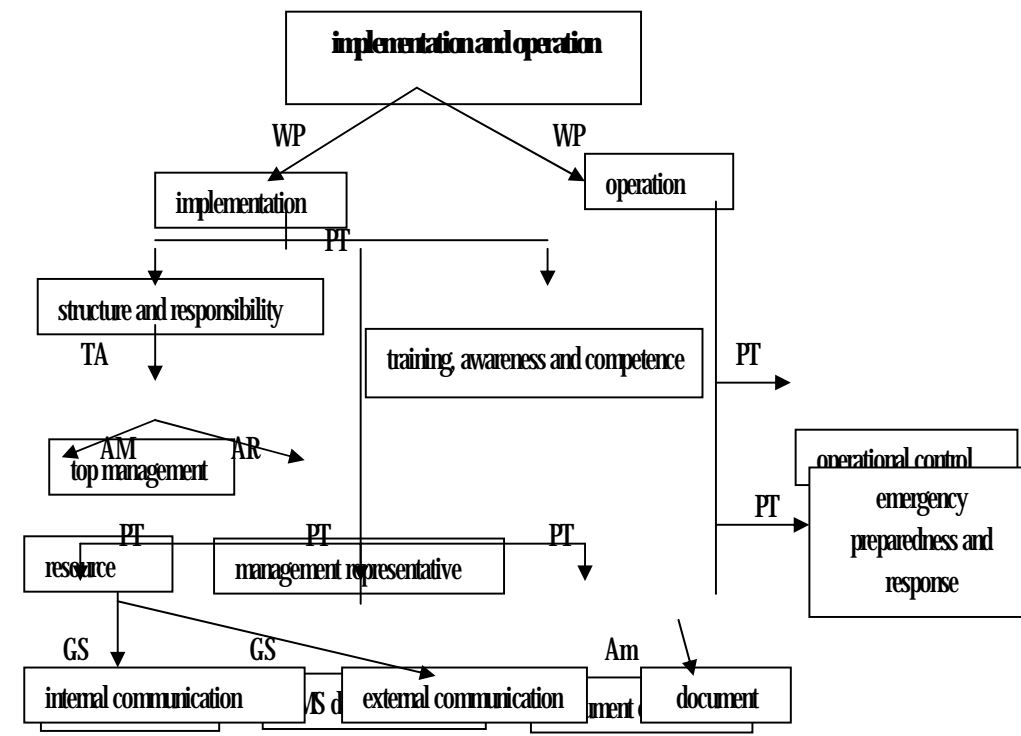 implementation and operation
WP
WP
operation
implementation
PT
structure and responsibility
TA
training, awareness and competence
PT
AM
AR
top management
operational control
emergency
preparedness and
response
PT
PT
PT
PT
resource
management representative
GS
GS
Am
internal communication
external communication
document